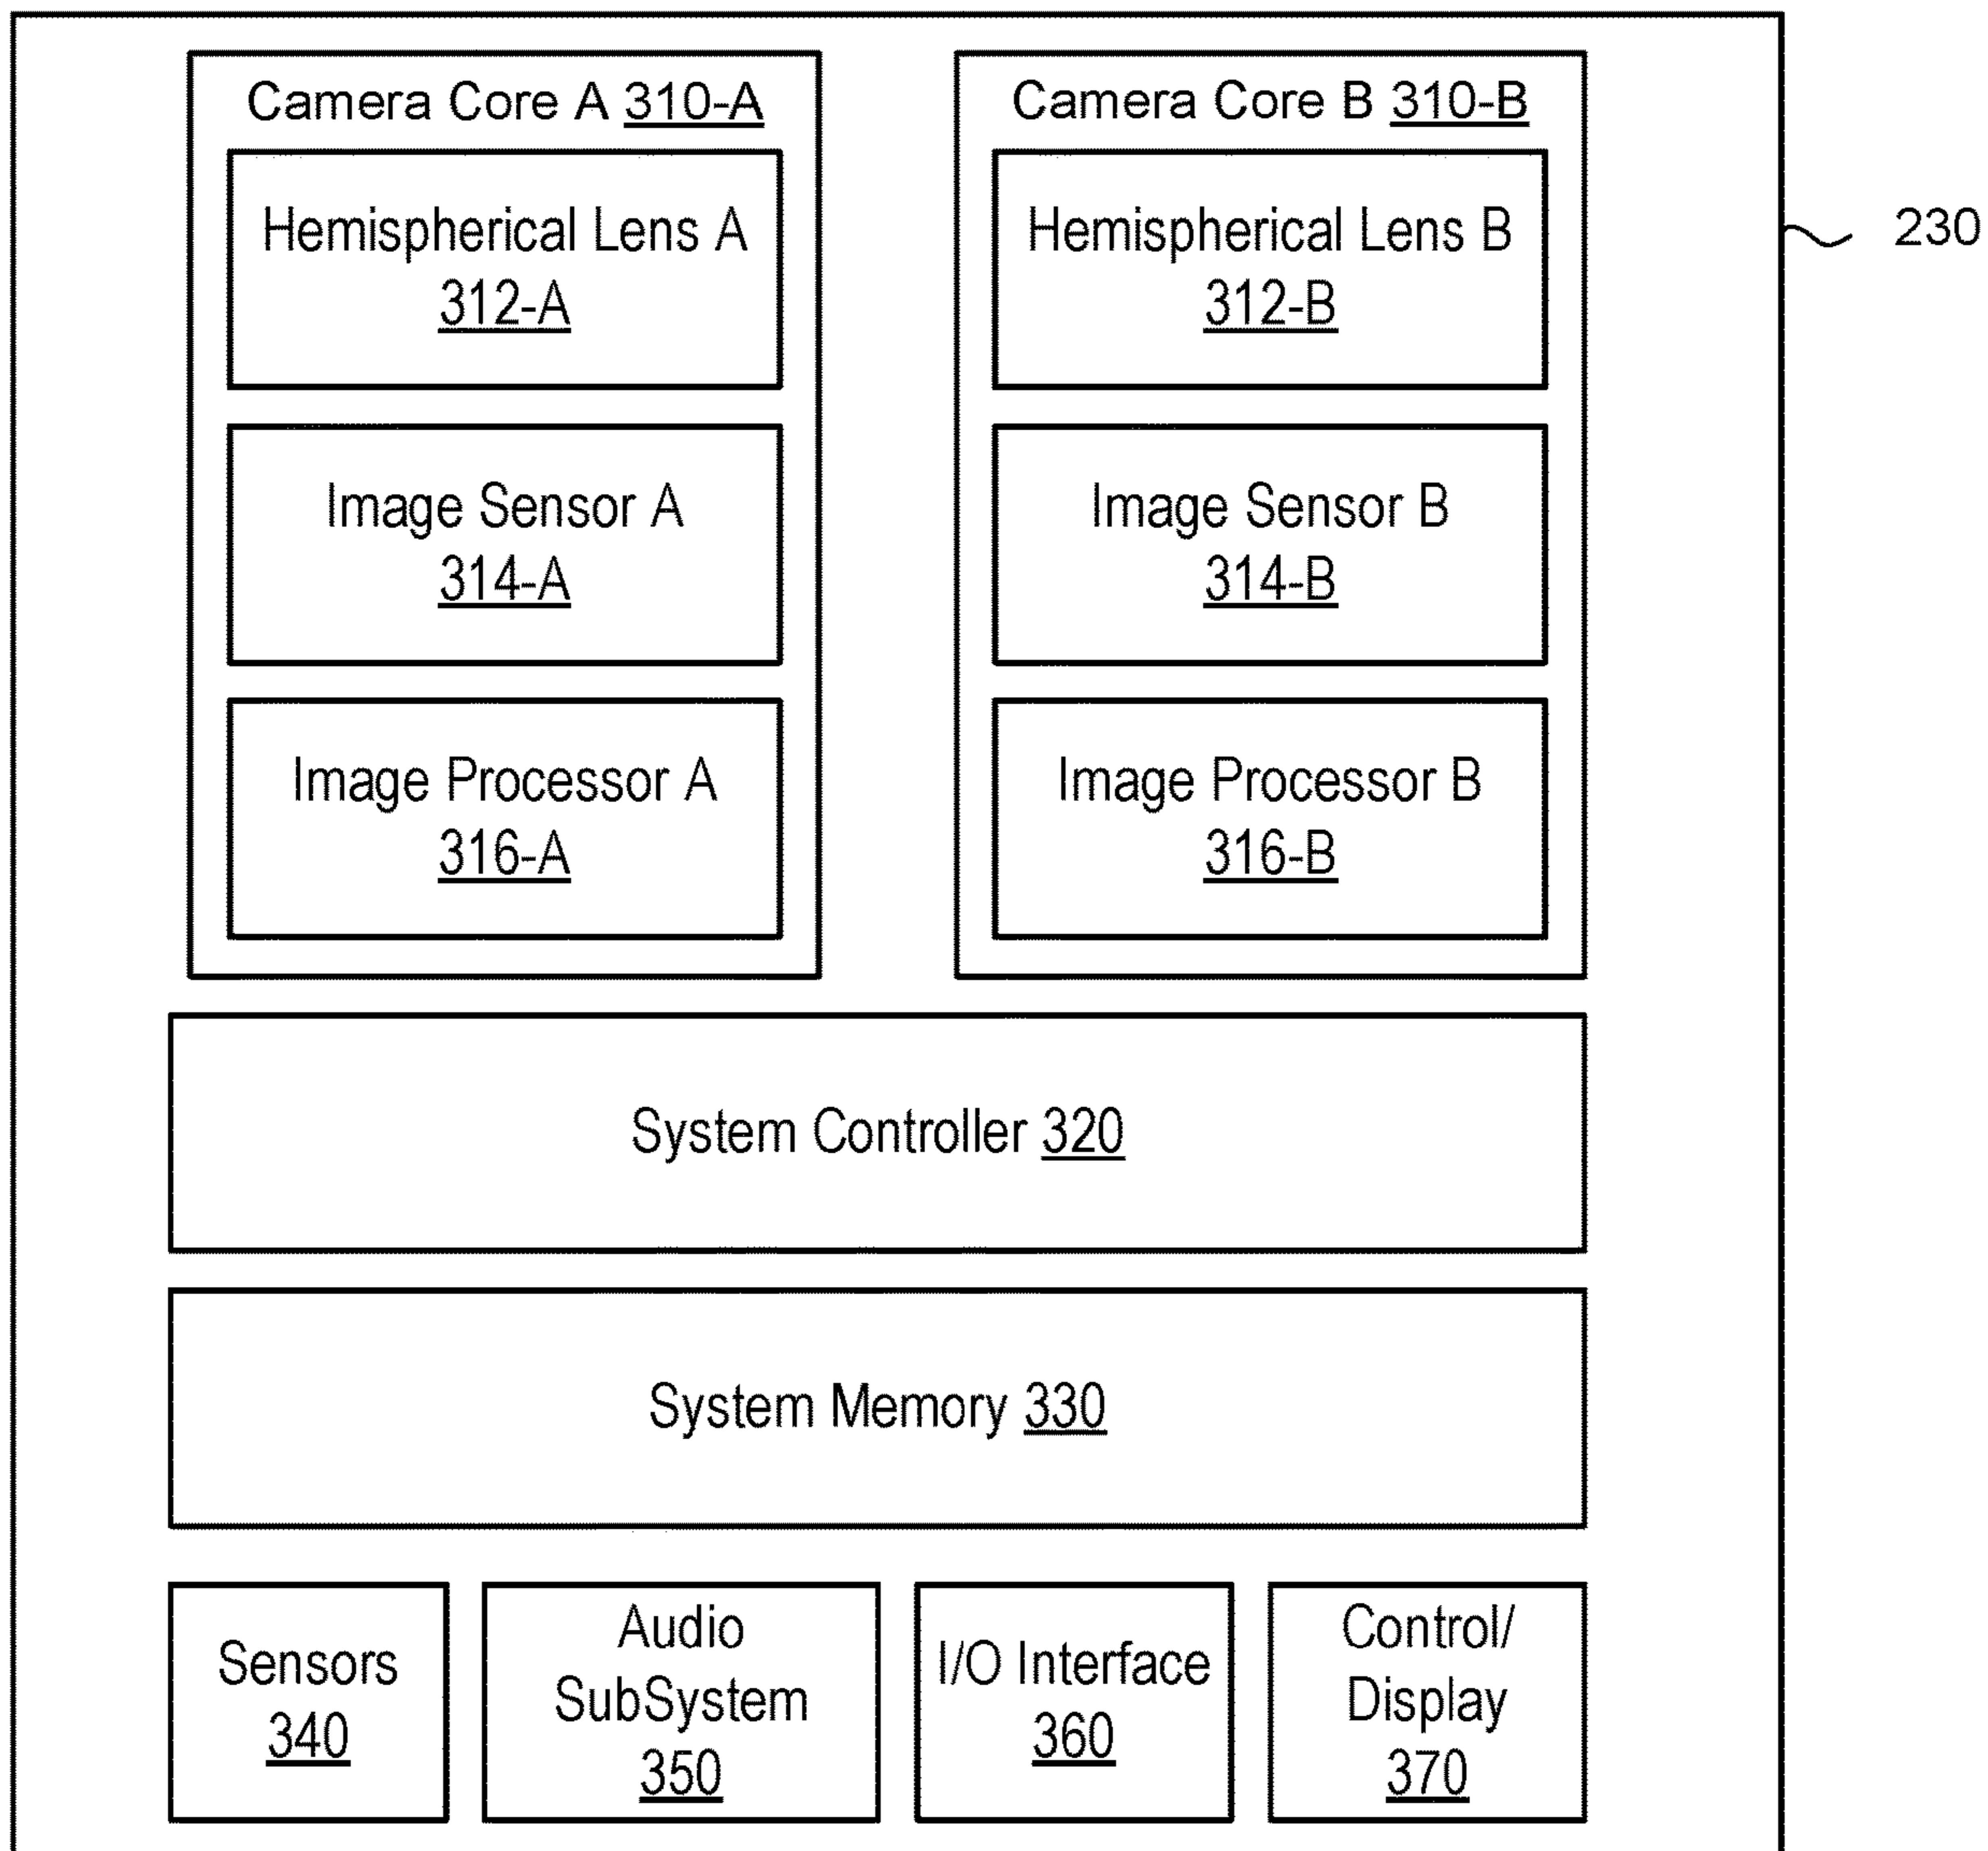 Camera Core A 310-A
Hemispherical Lens A
312-A
Image Sensor A
314-A
Image Processor A
316-A
Camera Core B 310-B
Hemispherical Lens B
312-B
Image Sensor B
314-B
Image Processor B
316-B
230
System Controller 320
System Memory 330
Sensors
340
Audio
SubSystem
350
I/O Interface
360
Control/
Display
370